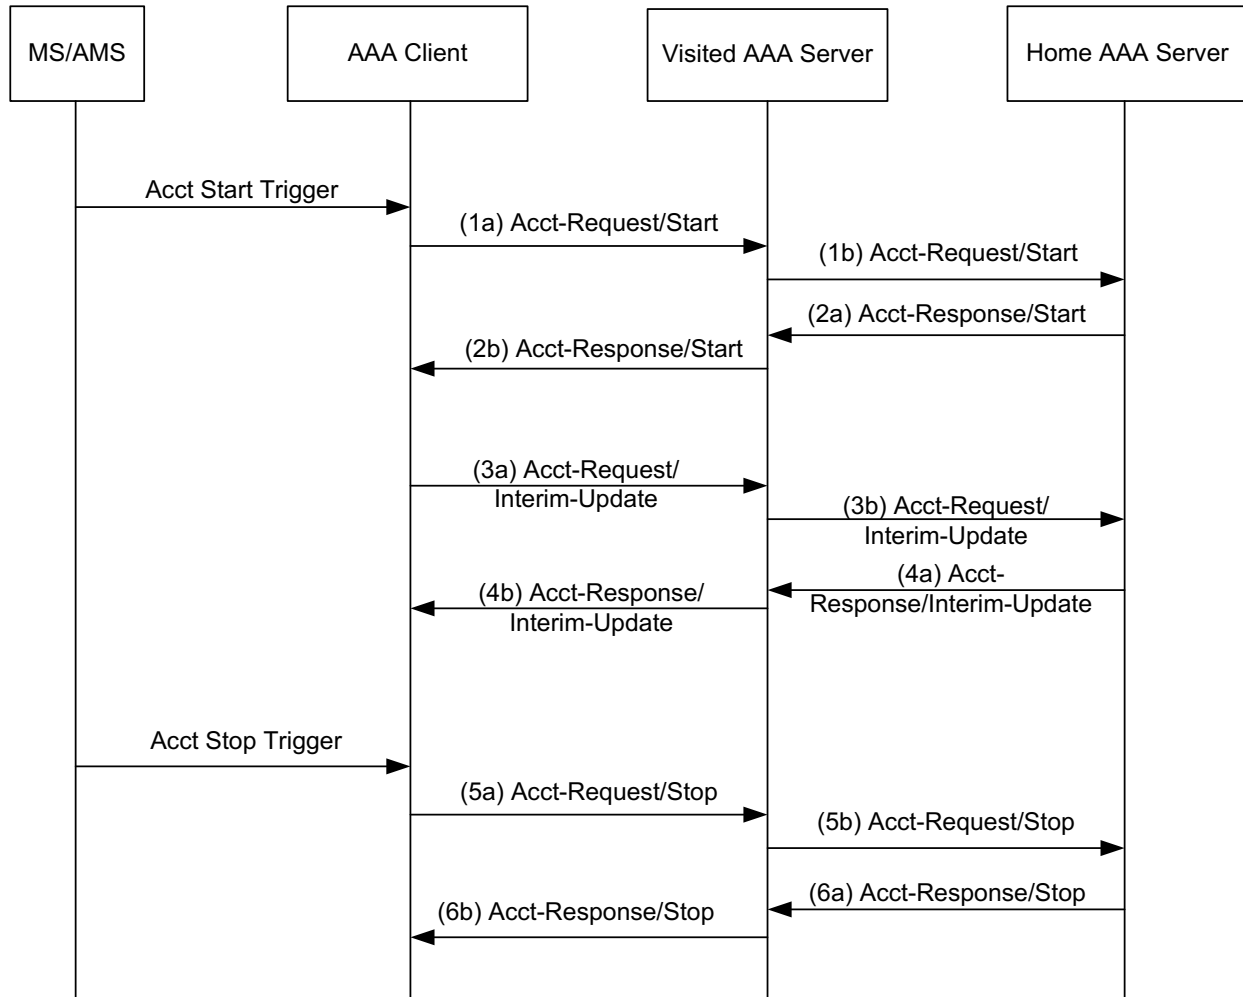 MS/AMS
AAA Client
Visited AAA Server
Home AAA Server
Acct Start Trigger
(1a) Acct-Request/Start
(1b) Acct-Request/Start
(2a) Acct-Response/Start
(2b) Acct-Response/Start
(3a) Acct-Request/
Interim-Update
(3b) Acct-Request/
Interim-Update
(4a) Acct-
Response/Interim-Update
(4b) Acct-Response/
Interim-Update
Acct Stop Trigger
(5a) Acct-Request/Stop
(5b) Acct-Request/Stop
(6a) Acct-Response/Stop
(6b) Acct-Response/Stop